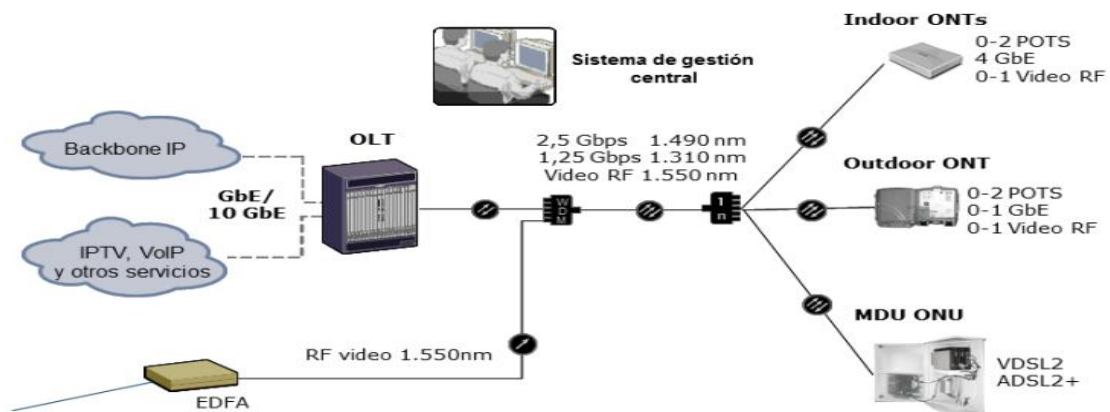 Indoor ONTs
0-2 POTS
4 GbE
0-1 Video RF
Sistema de gestión
central
Backbone IP
OLT
2,5 Gbps 1.490 nm
1,25 Gbps 1.310 nm
Video RF 1.550 nm
GbE/
10 GbE
WDM
1
n
Outdoor ONT
0-2 POTS
0-1 GbE
0-1 Video RF
IPTV, VoIP
y otros servicios
MDU ONU
RF video 1.550nm
VDSL2
ADSL2+
EDFA